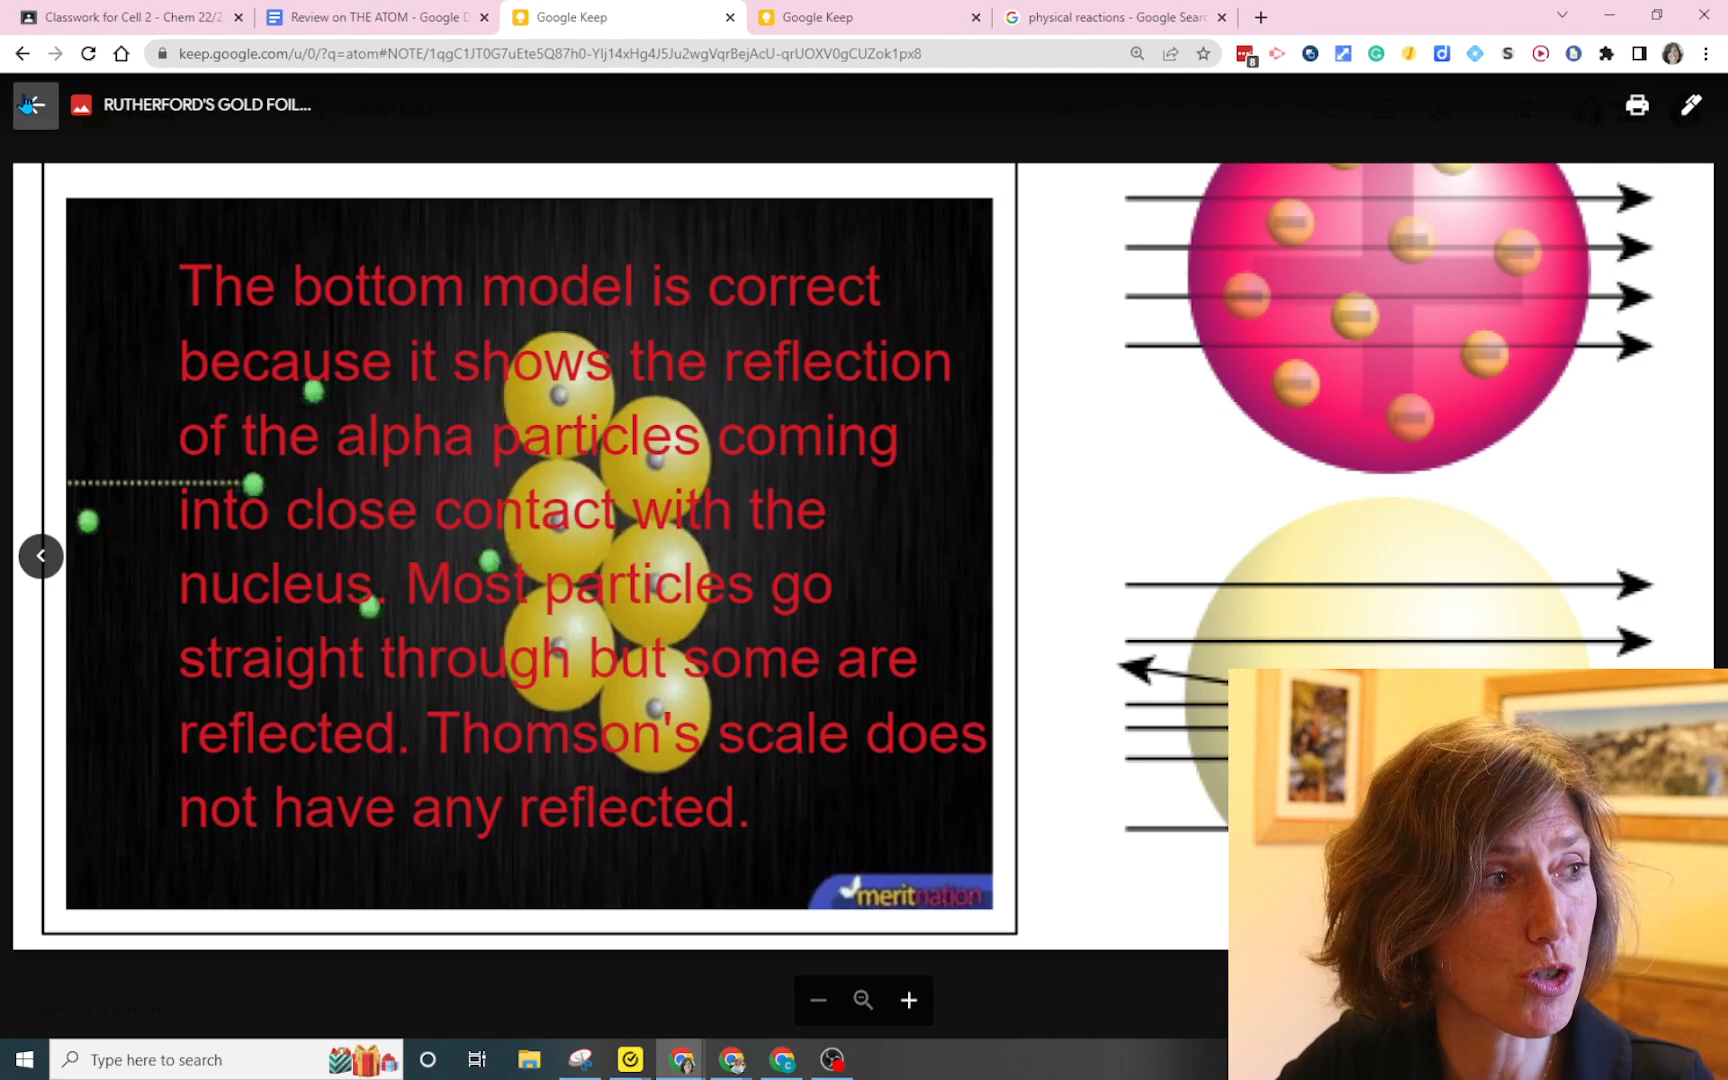 Classwork for Cell 2 - Chem 22/2
Review on THE ATOM - Google D
Google Keep
Google Keep
physical reactions - Google Searc
keep.google.com/u/0/?q=atom#NOTE/1qgC1JT0G7uEte5Q87h0-YIj14xHg4J5Ju2wgVqrBejAcU-qrUOXV0gCUZok1px8
8
RUTHERFORD'S GOLD FOIL...
The bottom model is correct
because it shows the reflection
of the alpha particles coming
into close contact with the
nucleus. Most particles go
straight through but some are
reflected. Thomson's scale does
not have any reflected.
meritnation
Type here to search